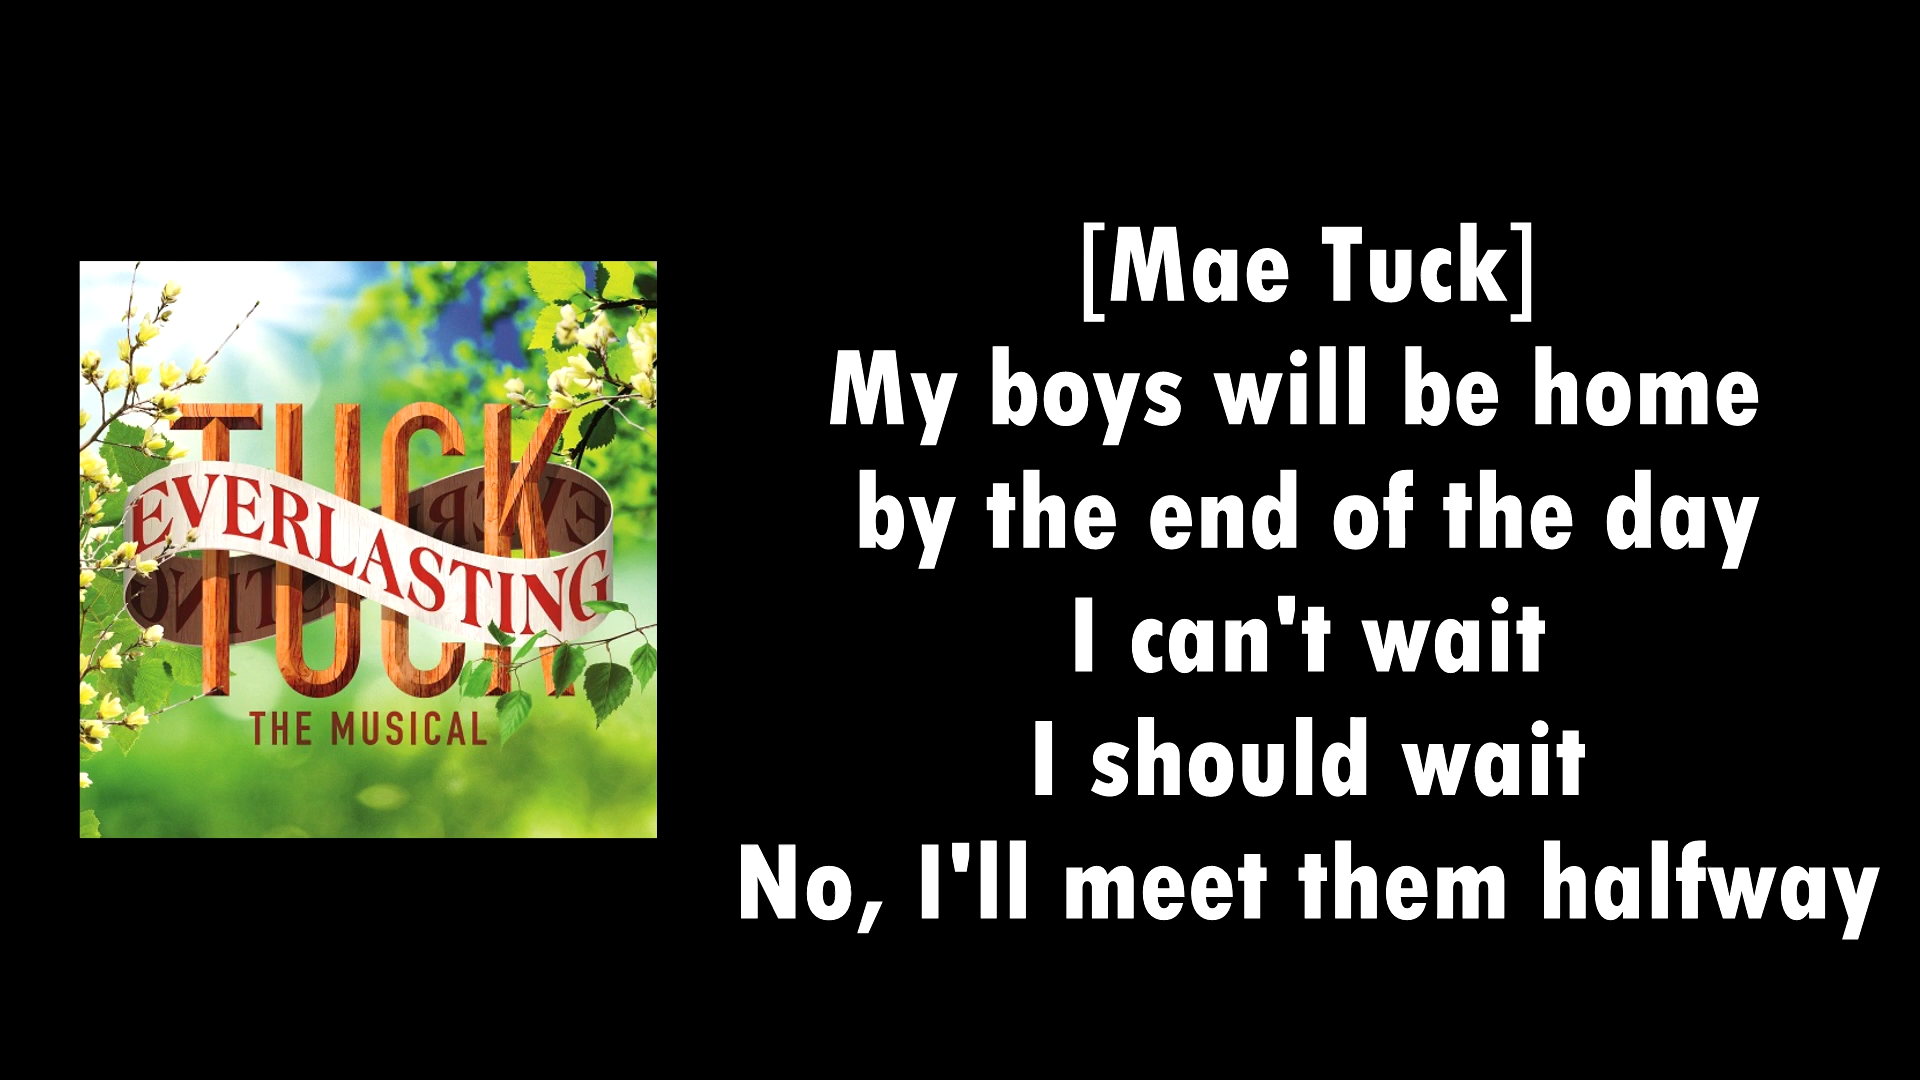 TUCK
EVERLASTING
THE MUSICAL
[Mae Tuck]
My boys will be home
by the end of the day
I can't wait
I should wait
No, I'll meet them halfway